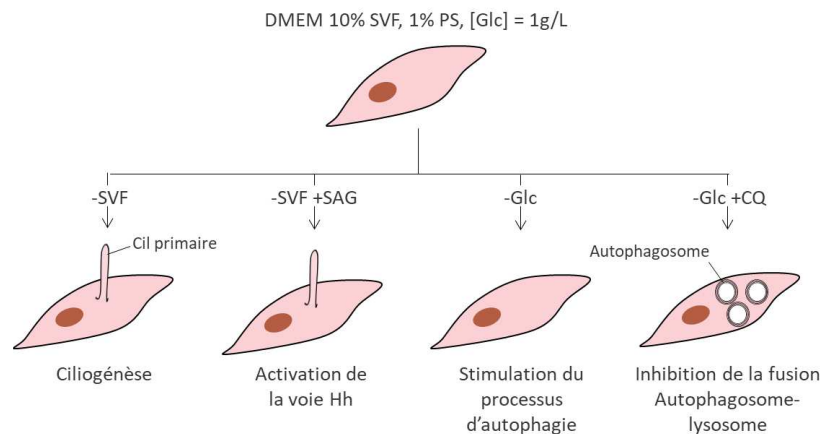 DMEM 10% SVF, 1% PS, [Glc] = 1g/L
-SVF
-SVF +SAG
-Glc
-Glc +CQ
Cil primaire
Autophagosome
Ciliogénèse
Activation de
la voie Hh
Stimulation du
processus
d'autophagie
Inhibition de la fusion
Autophagosome-
lysosome